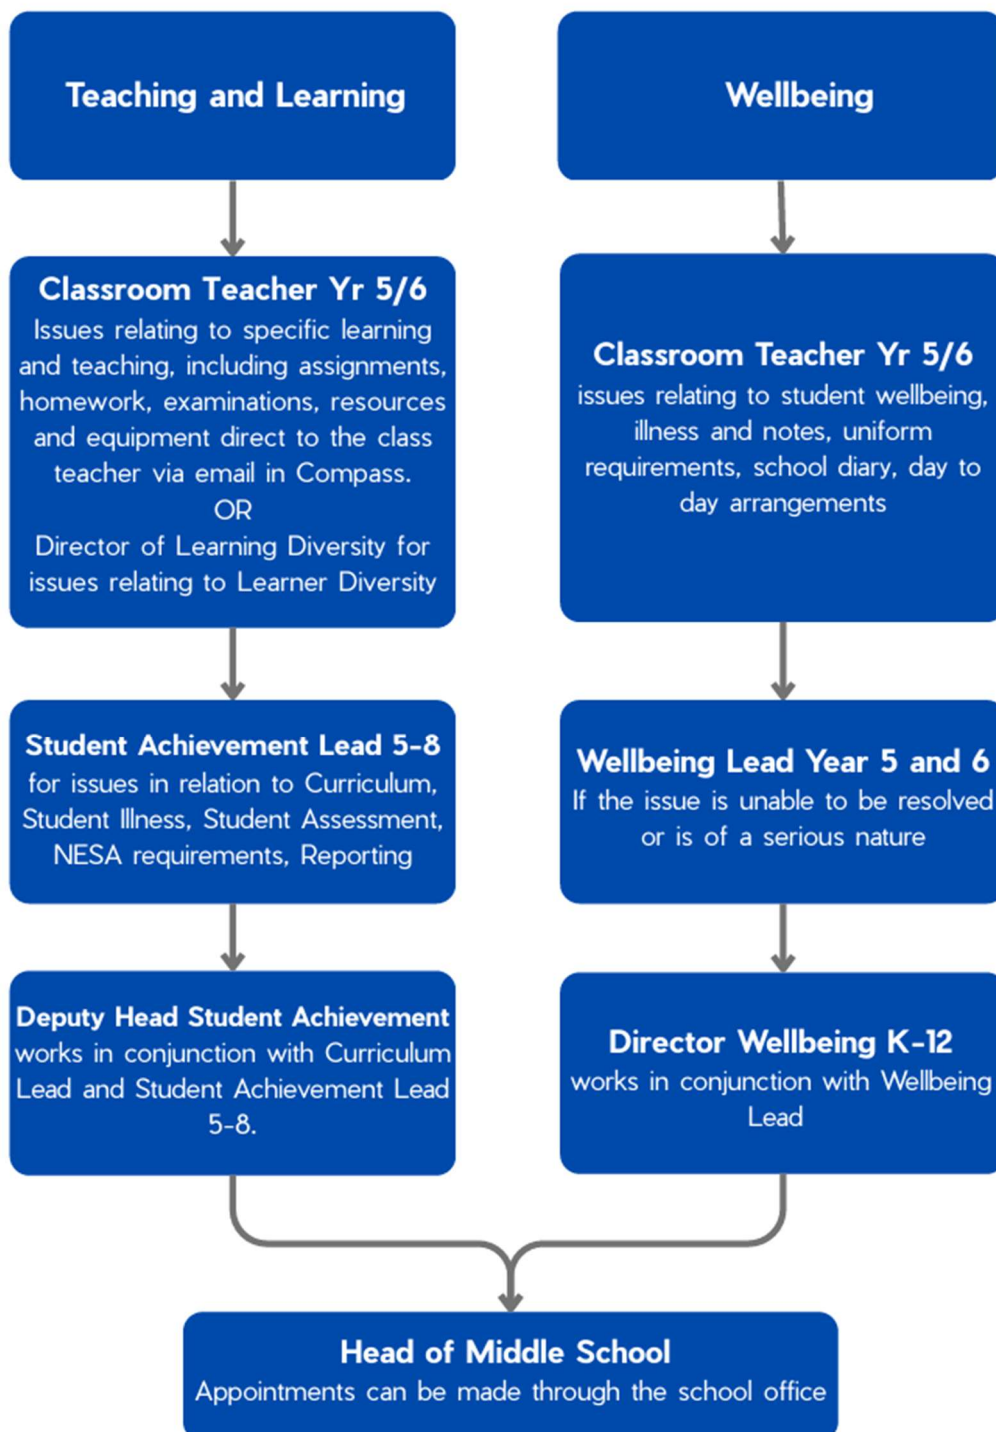 Teaching and Learning
Classroom Teacher Yr 5/6
Issues relating to specific learning
and teaching, including assignments,
homework, examinations, resources
and equipment direct to the class
teacher via email in Compass.
OR
Director of Learning Diversity for
issues relating to Learner Diversity
Student Achievement Lead 5-8
for issues in relation to Curriculum,
Student Illness, Student Assessment,
NESA requirements, Reporting
Deputy Head Student Achievement
works in conjunction with Curriculum
Lead and Student Achievement Lead
5-8.
Wellbeing
Classroom Teacher Yr 5/6
issues relating to student wellbeing,
illness and notes, uniform
requirements, school diary, day to
day arrangements
Wellbeing Lead Year 5 and 6
If the issue is unable to be resolved
or is of a serious nature
Director Wellbeing K-12
works in conjunction with Wellbeing
Lead
Head of Middle School
Appointments can be made through the school office